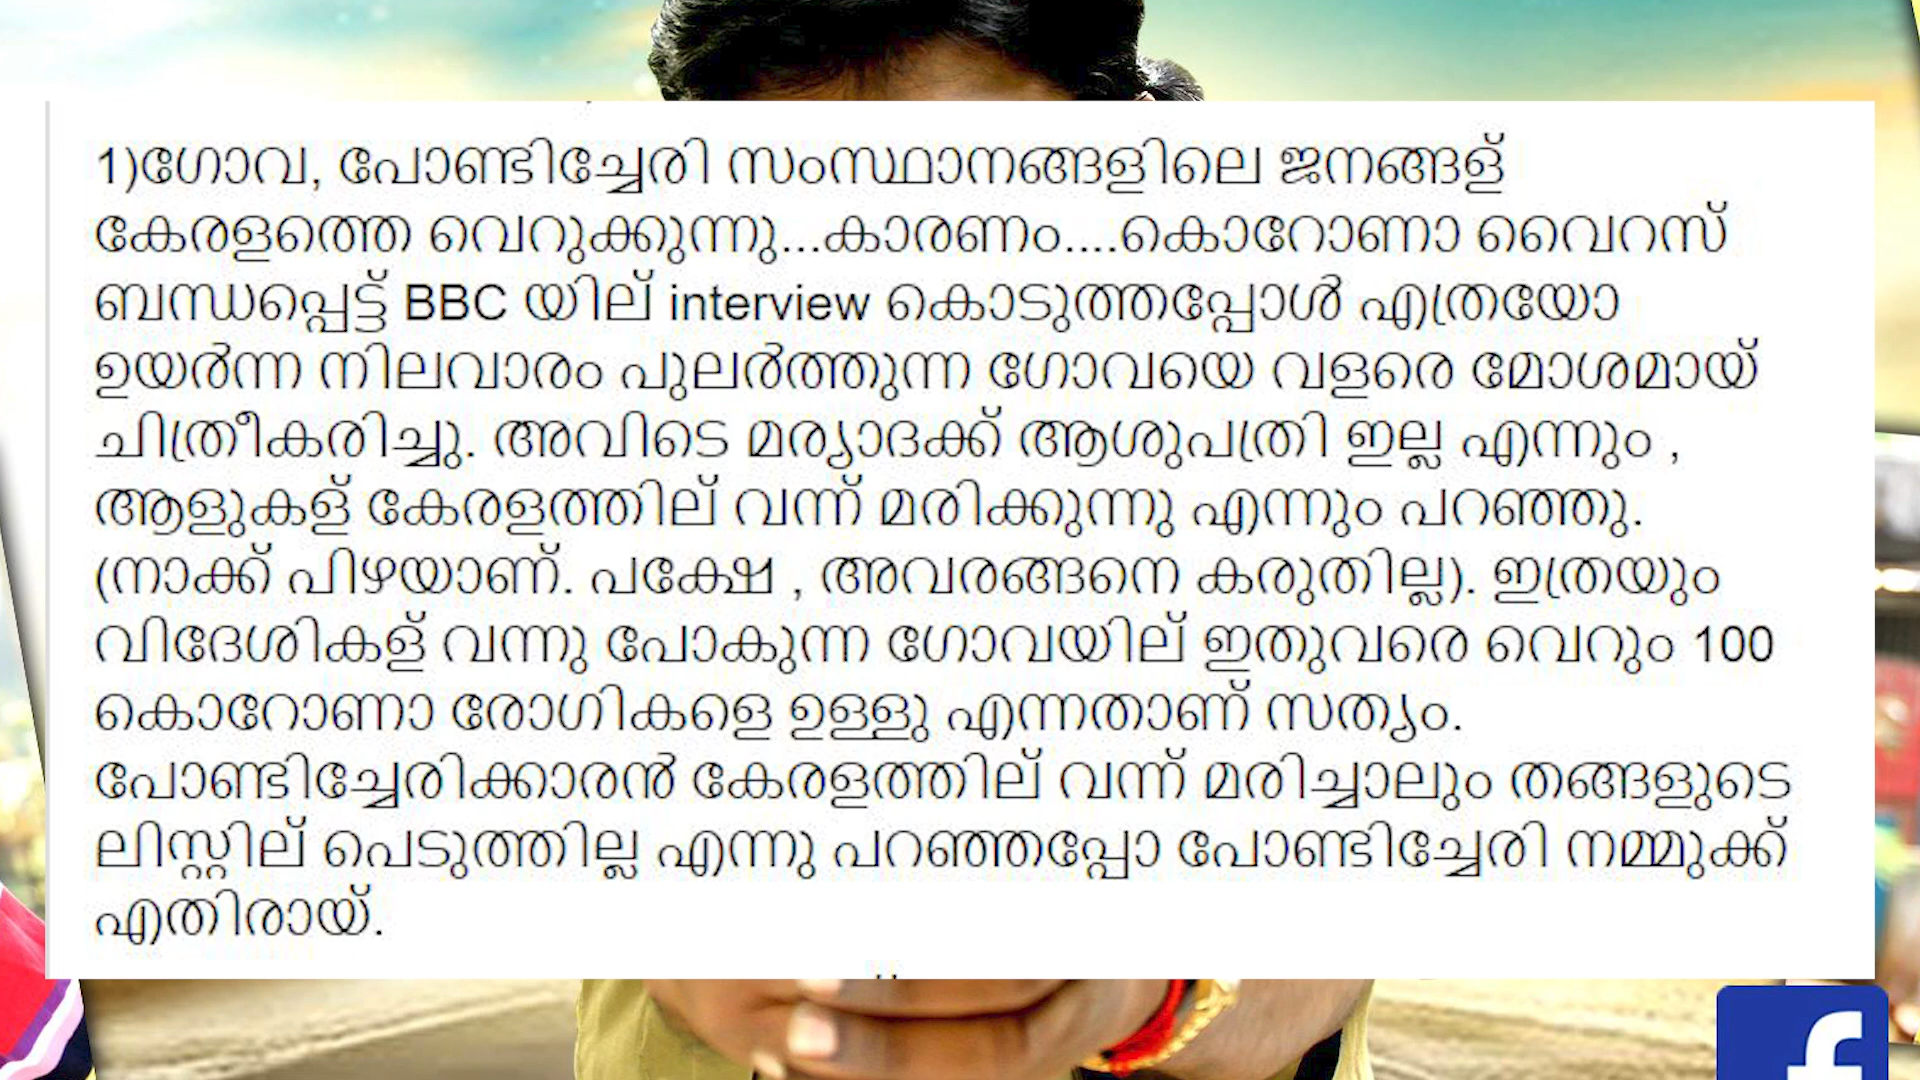 1)ഗോവ, പോണ്ടിച്ചേരി സംസ്ഥാനങ്ങളിലെ ജനങ്ങള്
കേരളത്തെ വെറുക്കുന്നു...കാരണം....കൊറോണാ വൈറസ്
ബന്ധപ്പെട്ട് BBC യില് interview കൊടുത്തപ്പോൾ എത്രയോ
ഉയർന്ന നിലവാരം പുലർത്തുന്ന ഗോവയെ വളരെ മോശമായ്
ചിത്രീകരിച്ചു. അവിടെ മര്യാദക്ക് ആശുപത്രി ഇല്ല എന്നും ,
ആളുകള് കേരളത്തില് വന്ന് മരിക്കുന്നു എന്നും പറഞ്ഞു.
(നാക്ക് പിഴയാണ്. പക്ഷേ , അവരങ്ങനെ കരുതില്ല). ഇത്രയും
വിദേശികള് വന്നു പോകുന്ന ഗോവയില് ഇതുവരെ വെറും 100
കൊറോണാ രോഗികളെ ഉള്ളു എന്നതാണ് സത്യം.
പോണ്ടിച്ചേരിക്കാരൻ കേരളത്തില് വന്ന് മരിച്ചാലും തങ്ങളുടെ
ലിസ്റ്റില് പെടുത്തില്ല എന്നു പറഞ്ഞപ്പോ പോണ്ടിച്ചേരി നമ്മുക്ക്
എതിരായ്.